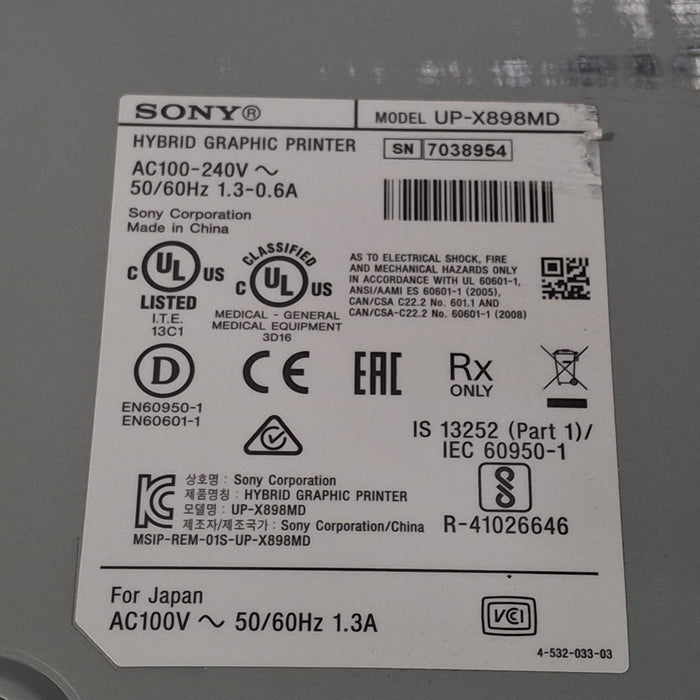 SONY®
MODEL UP-X898MD
HYBRID GRAPHIC PRINTER
SN 7038954
AC100-240V ～
50/60Hz 1.3-0.6A
Sony Corporation
Made in China
C UL US
LISTED
I.T.E.
13C1
CLASSIFIED
C UL US
MEDICAL - GENERAL
MEDICAL EQUIPMENT
3D16
AS TO ELECTRICAL SHOCK, FIRE
AND MECHANICAL HAZARDS ONLY
IN ACCORDANCE WITH UL 60601-1,
ANSI/AAMI ES 60601-1 (2005),
CAN/CSA C22.2 No. 601.1 AND
CAN/CSA-C22.2 No. 60601-1 (2008)
D
EN60950-1
EN60601-1
CE
EAC
Rx
ONLY
IS 13252 (Part 1)/
IEC 60950-1
R-41026646
KC
상호명 : Sony Corporation
제품명칭 : HYBRID GRAPHIC PRINTER
모델명 : UP-X898MD
제조자/제조국가 : Sony Corporation/China
MSIP-REM-01S-UP-X898MD
For Japan
AC100V ～ 50/60Hz 1.3A
VCI
4-532-033-03